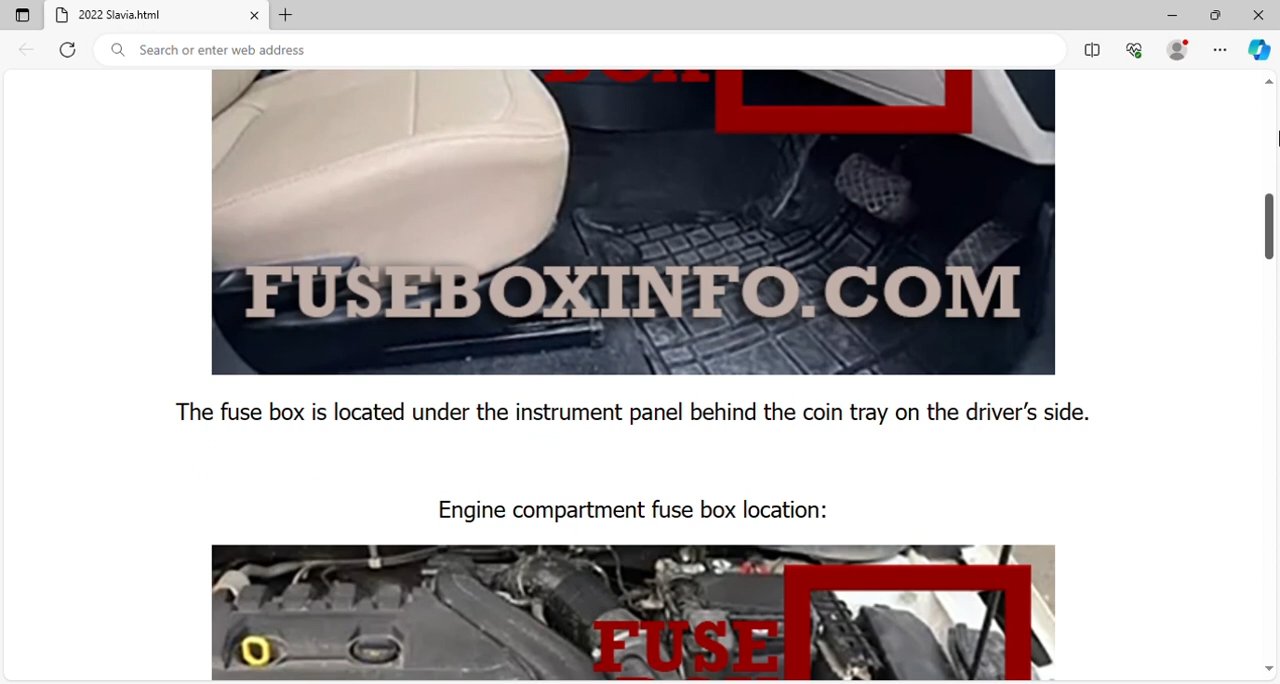 2022 Slavia.html
Search or enter web address
BOX
FUSEBOXINFO.COM
The fuse box is located under the instrument panel behind the coin tray on the driver’s side.
Engine compartment fuse box location:
FUSE